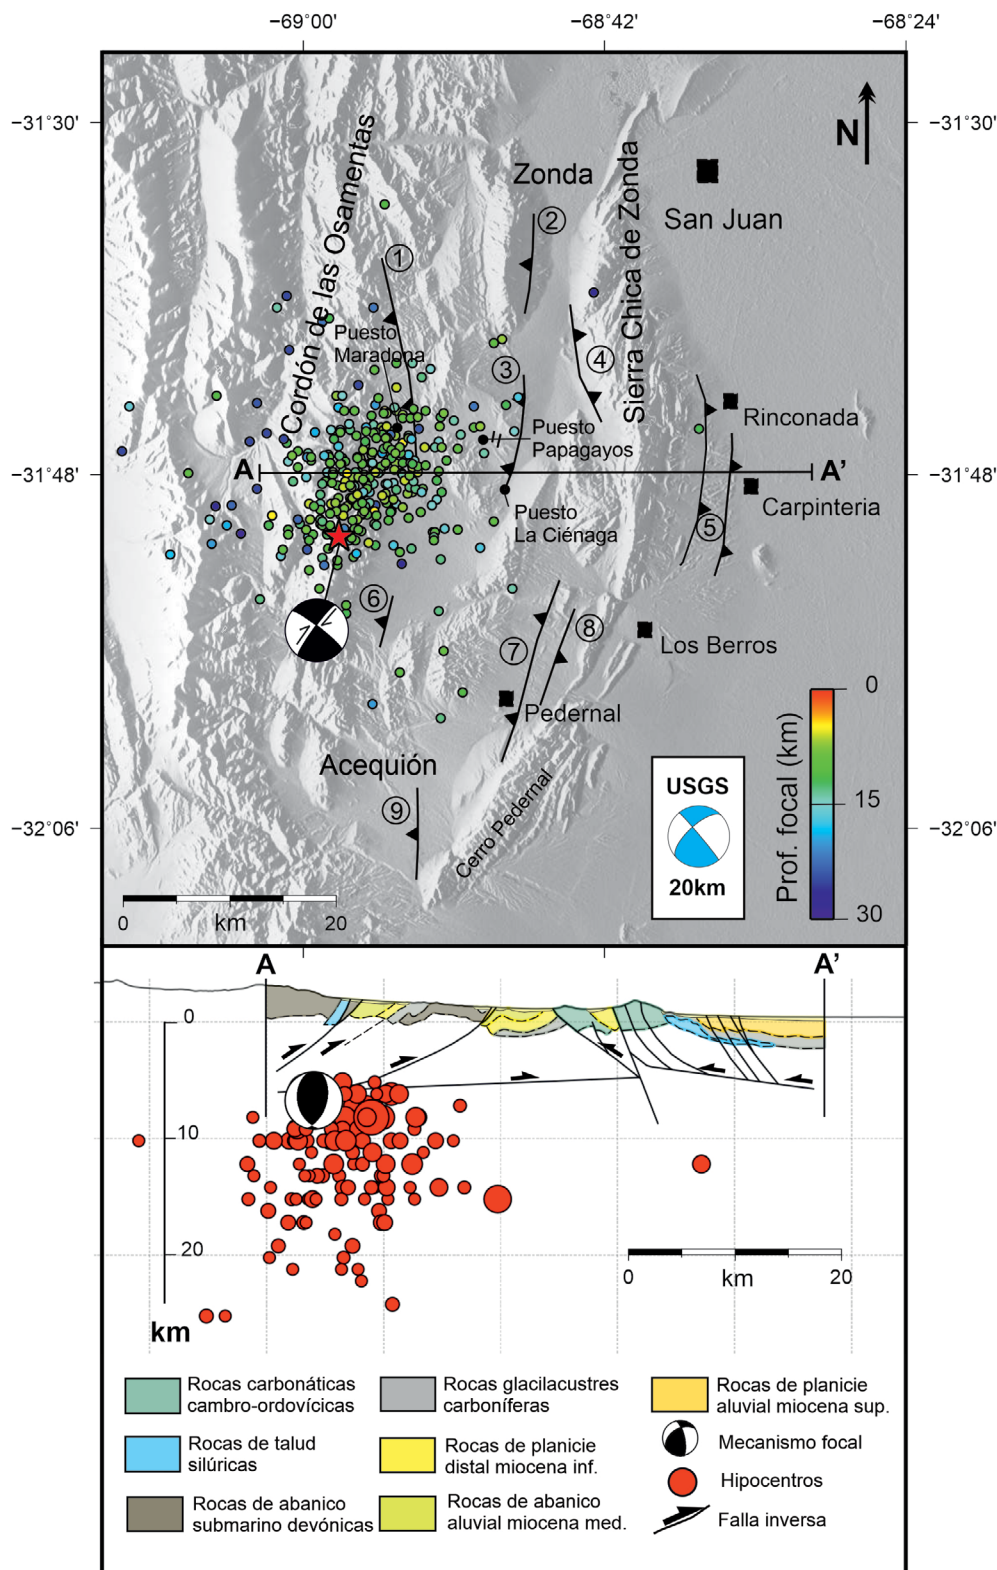 −69°00'
−68°42'
−68°24'
−31°30'
−31°30'
N
Cordón de las Osamentas
Zonda
Sierra Chica de Zonda
San Juan
1
2
Puesto
Maradona
3
4
Rinconada
Puesto
Papagayos
−31°48'
A
A’
−31°48'
Carpinteria
Puesto
La Ciénaga
5
6
7
8
Los Berros
Pedernal
0
Acequión
USGS
20km
Prof. focal (km)
15
9
Cerro Pedernal
−32°06'
−32°06'
30
0
km
20
A
A’
0
10
20
km
0
km
20
Rocas carbonáticas
cambro-ordovícicas
Rocas glacilacustres
carboníferas
Rocas de planicie
aluvial miocena sup.
Rocas de talud
silúricas
Rocas de planicie
distal miocena inf.
Mecanismo focal
Rocas de abanico
submarino devónicas
Rocas de abanico
aluvial miocena med.
Hipocentros
Falla inversa